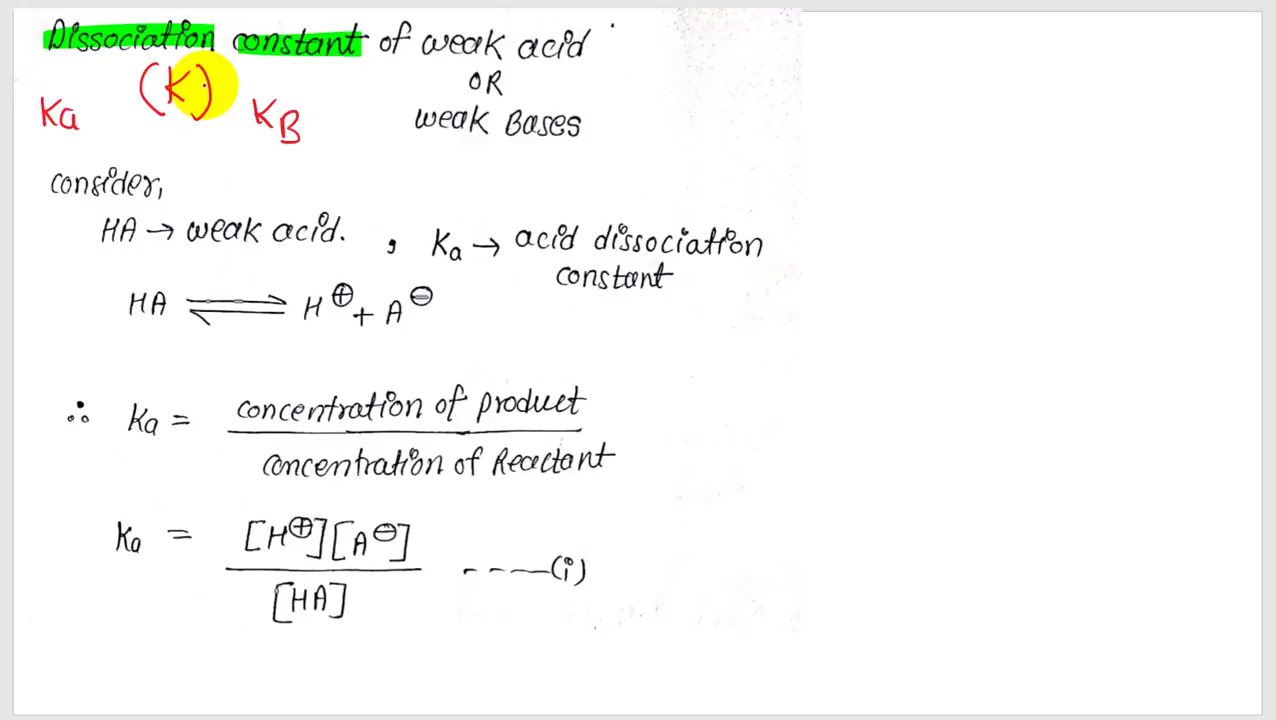 Dissociation constant of weak acid
OR
weak Bases
(K)
Ka KB
consider,
HA → weak acid. , Ka → acid dissociation
constant
HA ⇌ H⊕ + A⊖
∴ Ka = concentration of product
concentration of Reactant
Ka = [H⊕][A⊖]
[HA]
----(i)